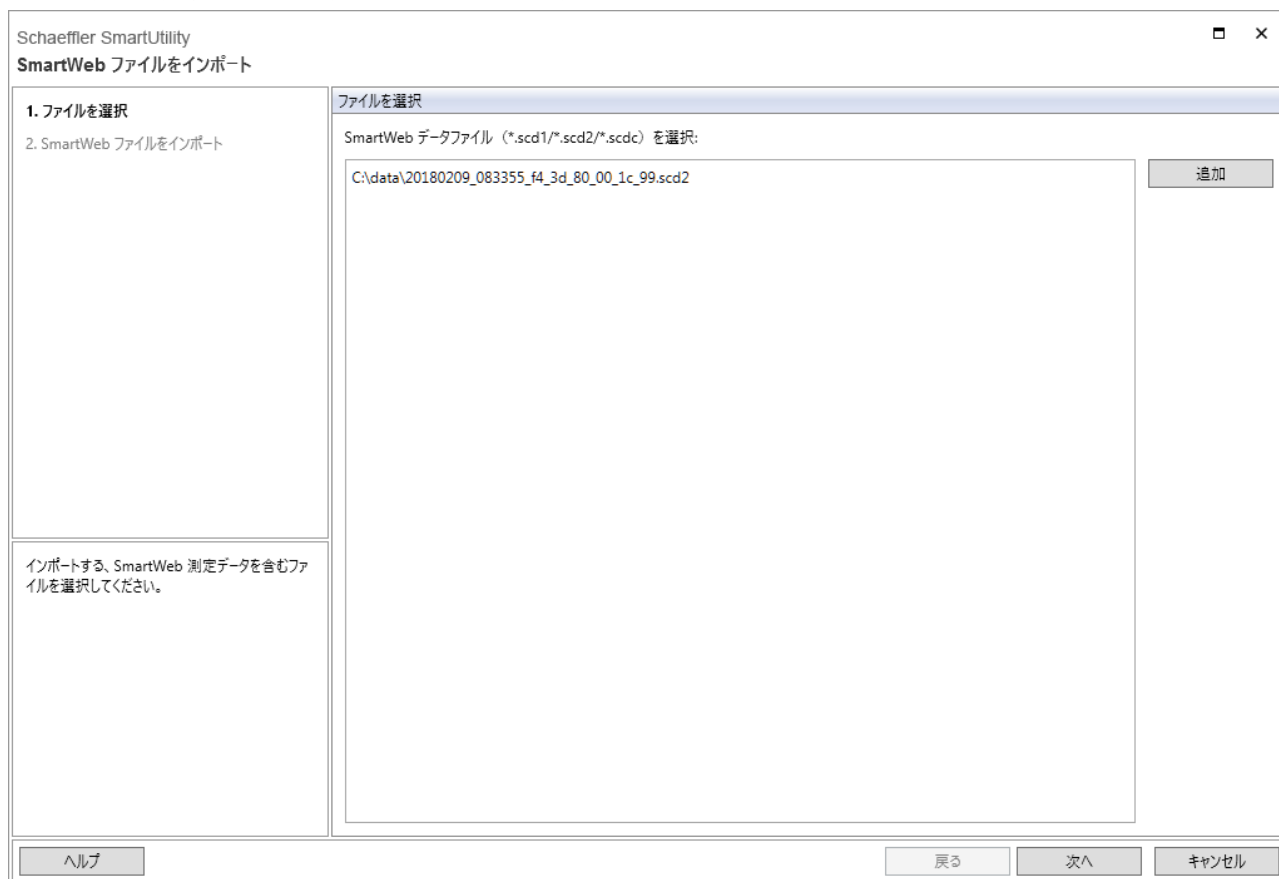 Schaeffler SmartUtility
SmartWeb ファイルをインポート
1. ファイルを選択
2. SmartWeb ファイルをインポート
ファイルを選択
SmartWeb データファイル（*.scd1/*.scd2/*.scdc）を選択:
C:\data\20180209_083355_f4_3d_80_00_1c_99.scd2
追加
インポートする、SmartWeb 測定データを含むファ
イルを選択してください。
ヘルプ
戻る
次へ
キャンセル